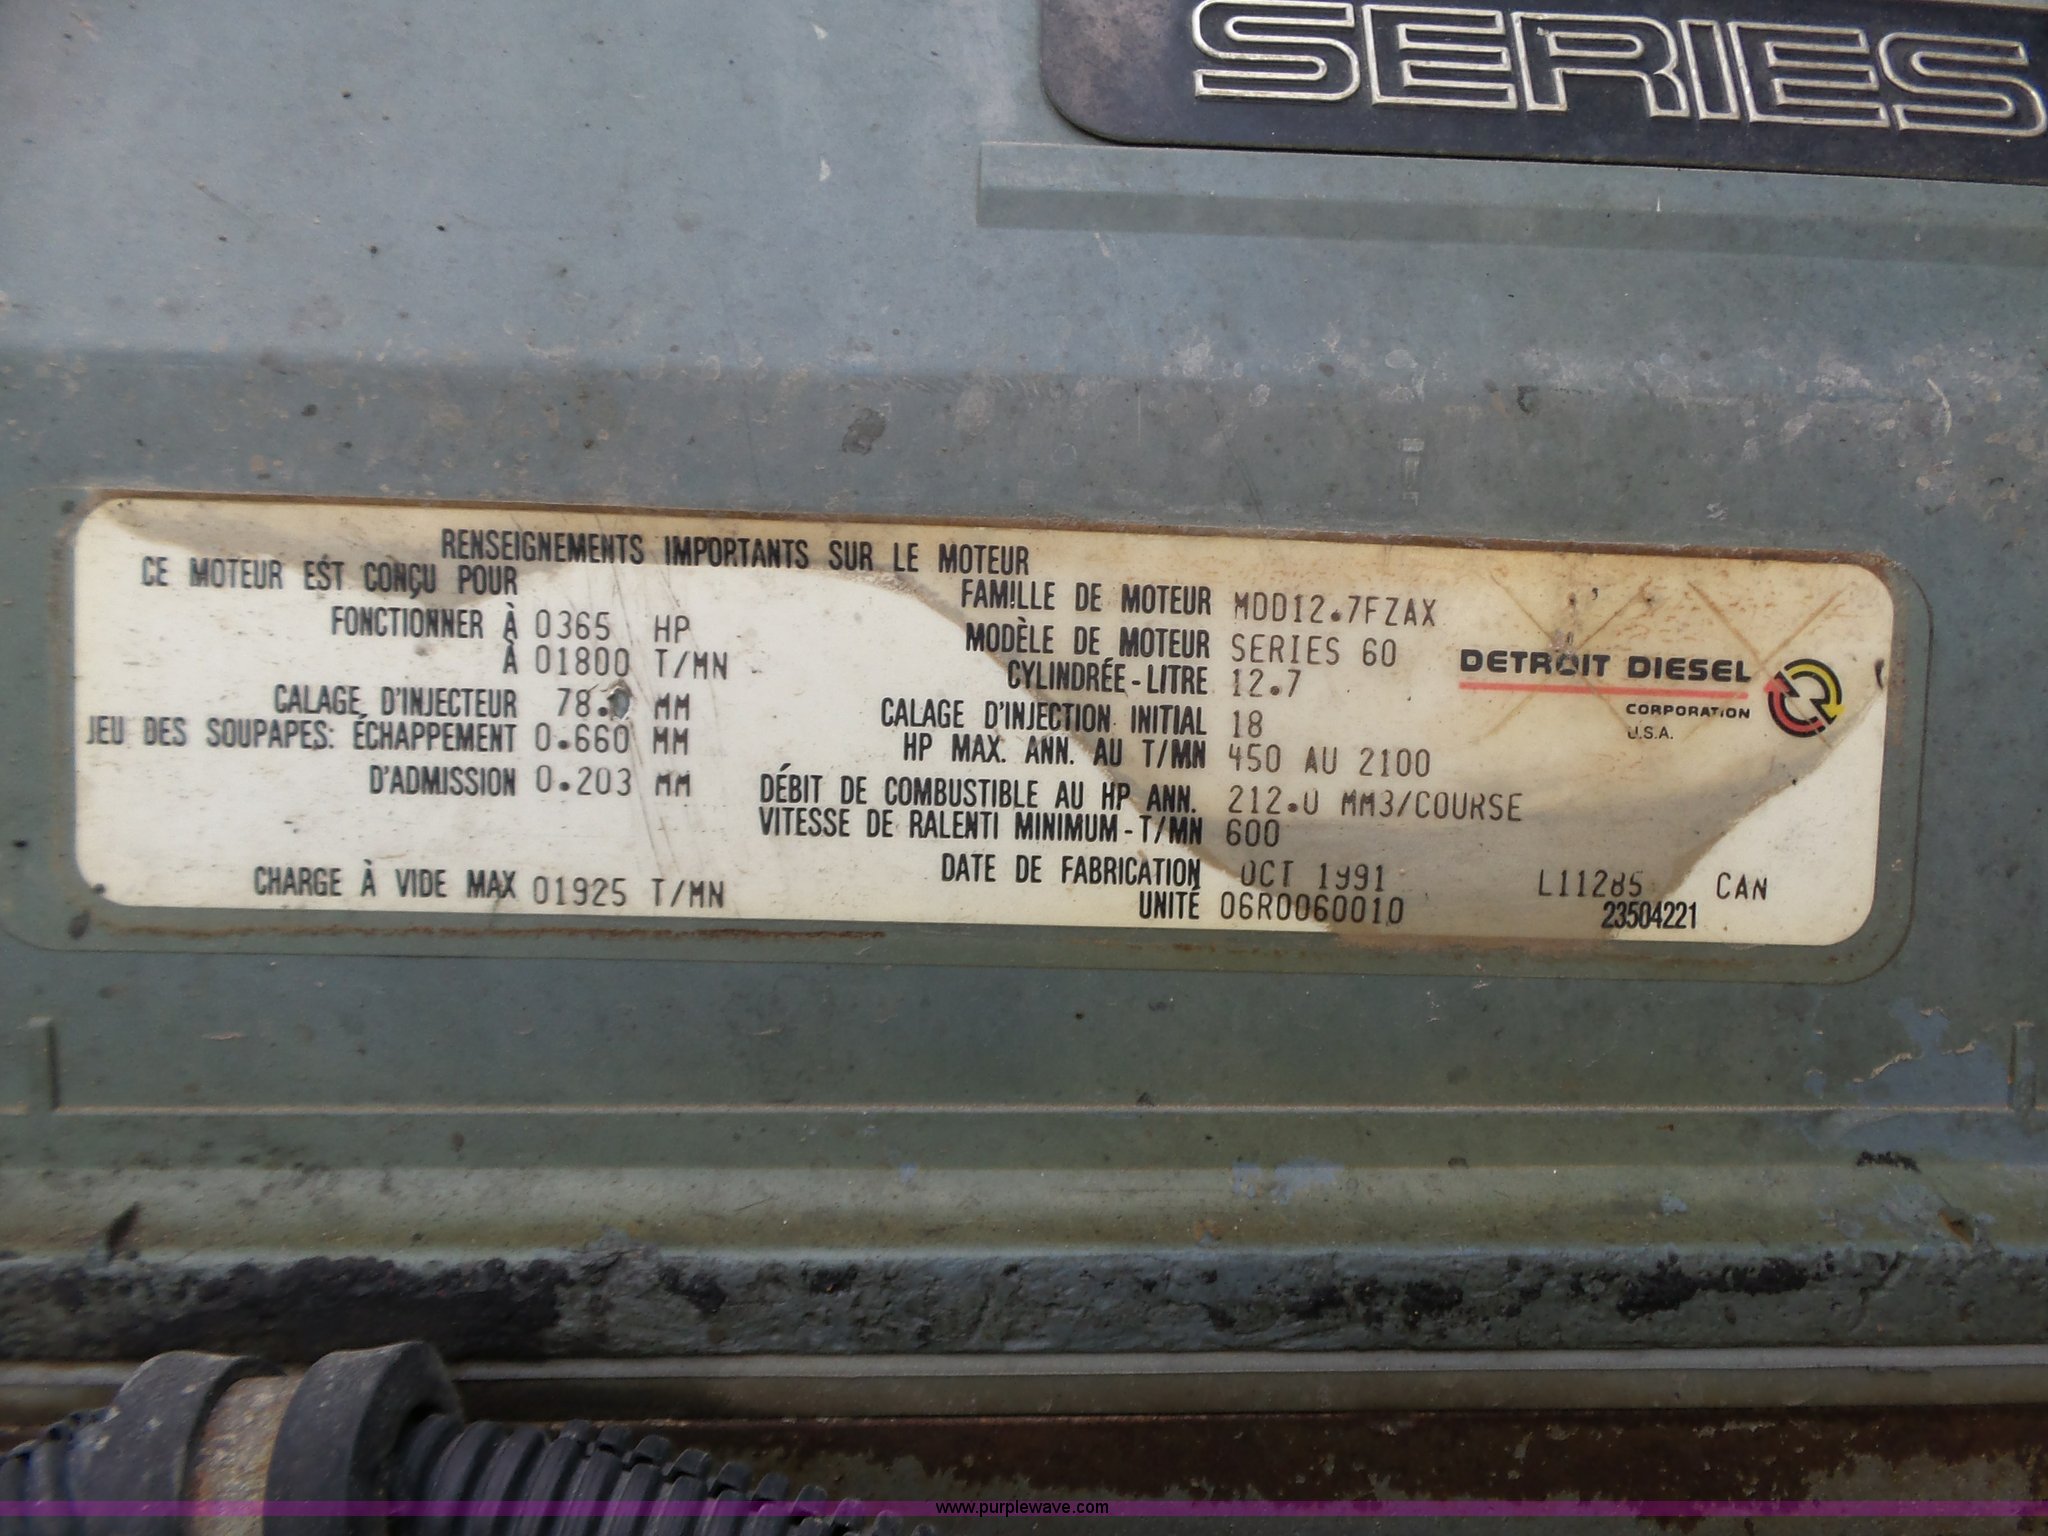 SERIES
RENSEIGNEMENTS IMPORTANTS SUR LE MOTEUR
CE MOTEUR EST CONÇU POUR
FONCTIONNER À 0365 HP
À 01800 T/MN
CALAGE D'INJECTEUR 78. MM
JEU DES SOUPAPES: ÉCHAPPEMENT 0.660 MM
D'ADMISSION 0.203 MM
CHARGE À VIDE MAX 01925 T/MN
FAMILLE DE MOTEUR MDD12.7FZAX
MODÈLE DE MOTEUR SERIES 60
CYLINDRÉE-LITRE 12.7
CALAGE D'INJECTION INITIAL 18
HP MAX. ANN. AU T/MN 450 AU 2100
DÉBIT DE COMBUSTIBLE AU HP ANN. 212.0 MM3/COURSE
VITESSE DE RALENTI MINIMUM-T/MN 600
DATE DE FABRICATION OCT 1991
UNITÉ 06R0060010
DETROIT DIESEL
CORPORATION
U.S.A.
L11285 CAN
23504221
www.purplewave.com